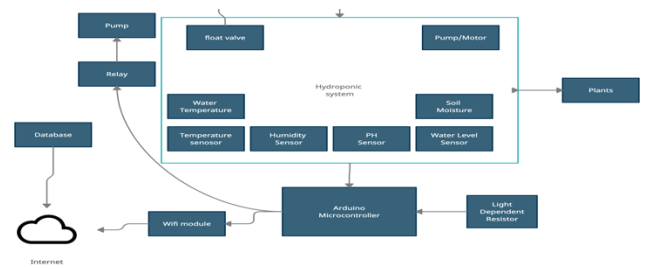 Pump
float valve
Pump/Motor
Relay
Hydroponic
system
Plants
Water
Temperature
Soil
Moisture
Database
Temperature
senosor
Humidity
Sensor
PH
Sensor
Water Level
Sensor
Arduino
Microcontroller
Light
Dependent
Resistor
Wifi module
Internet